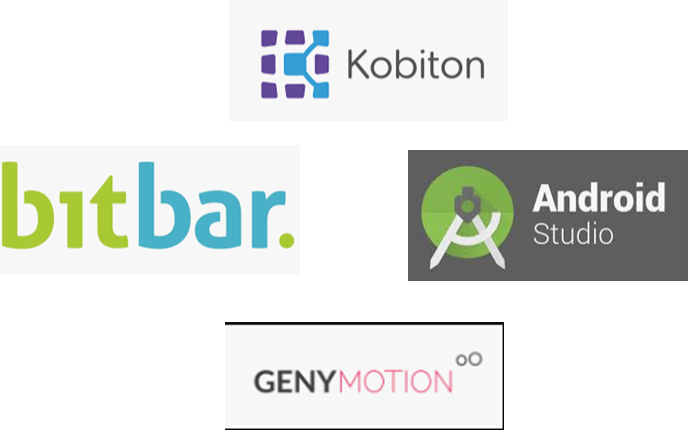 Kobiton
bitbar.
Android
Studio
GENYMOTION